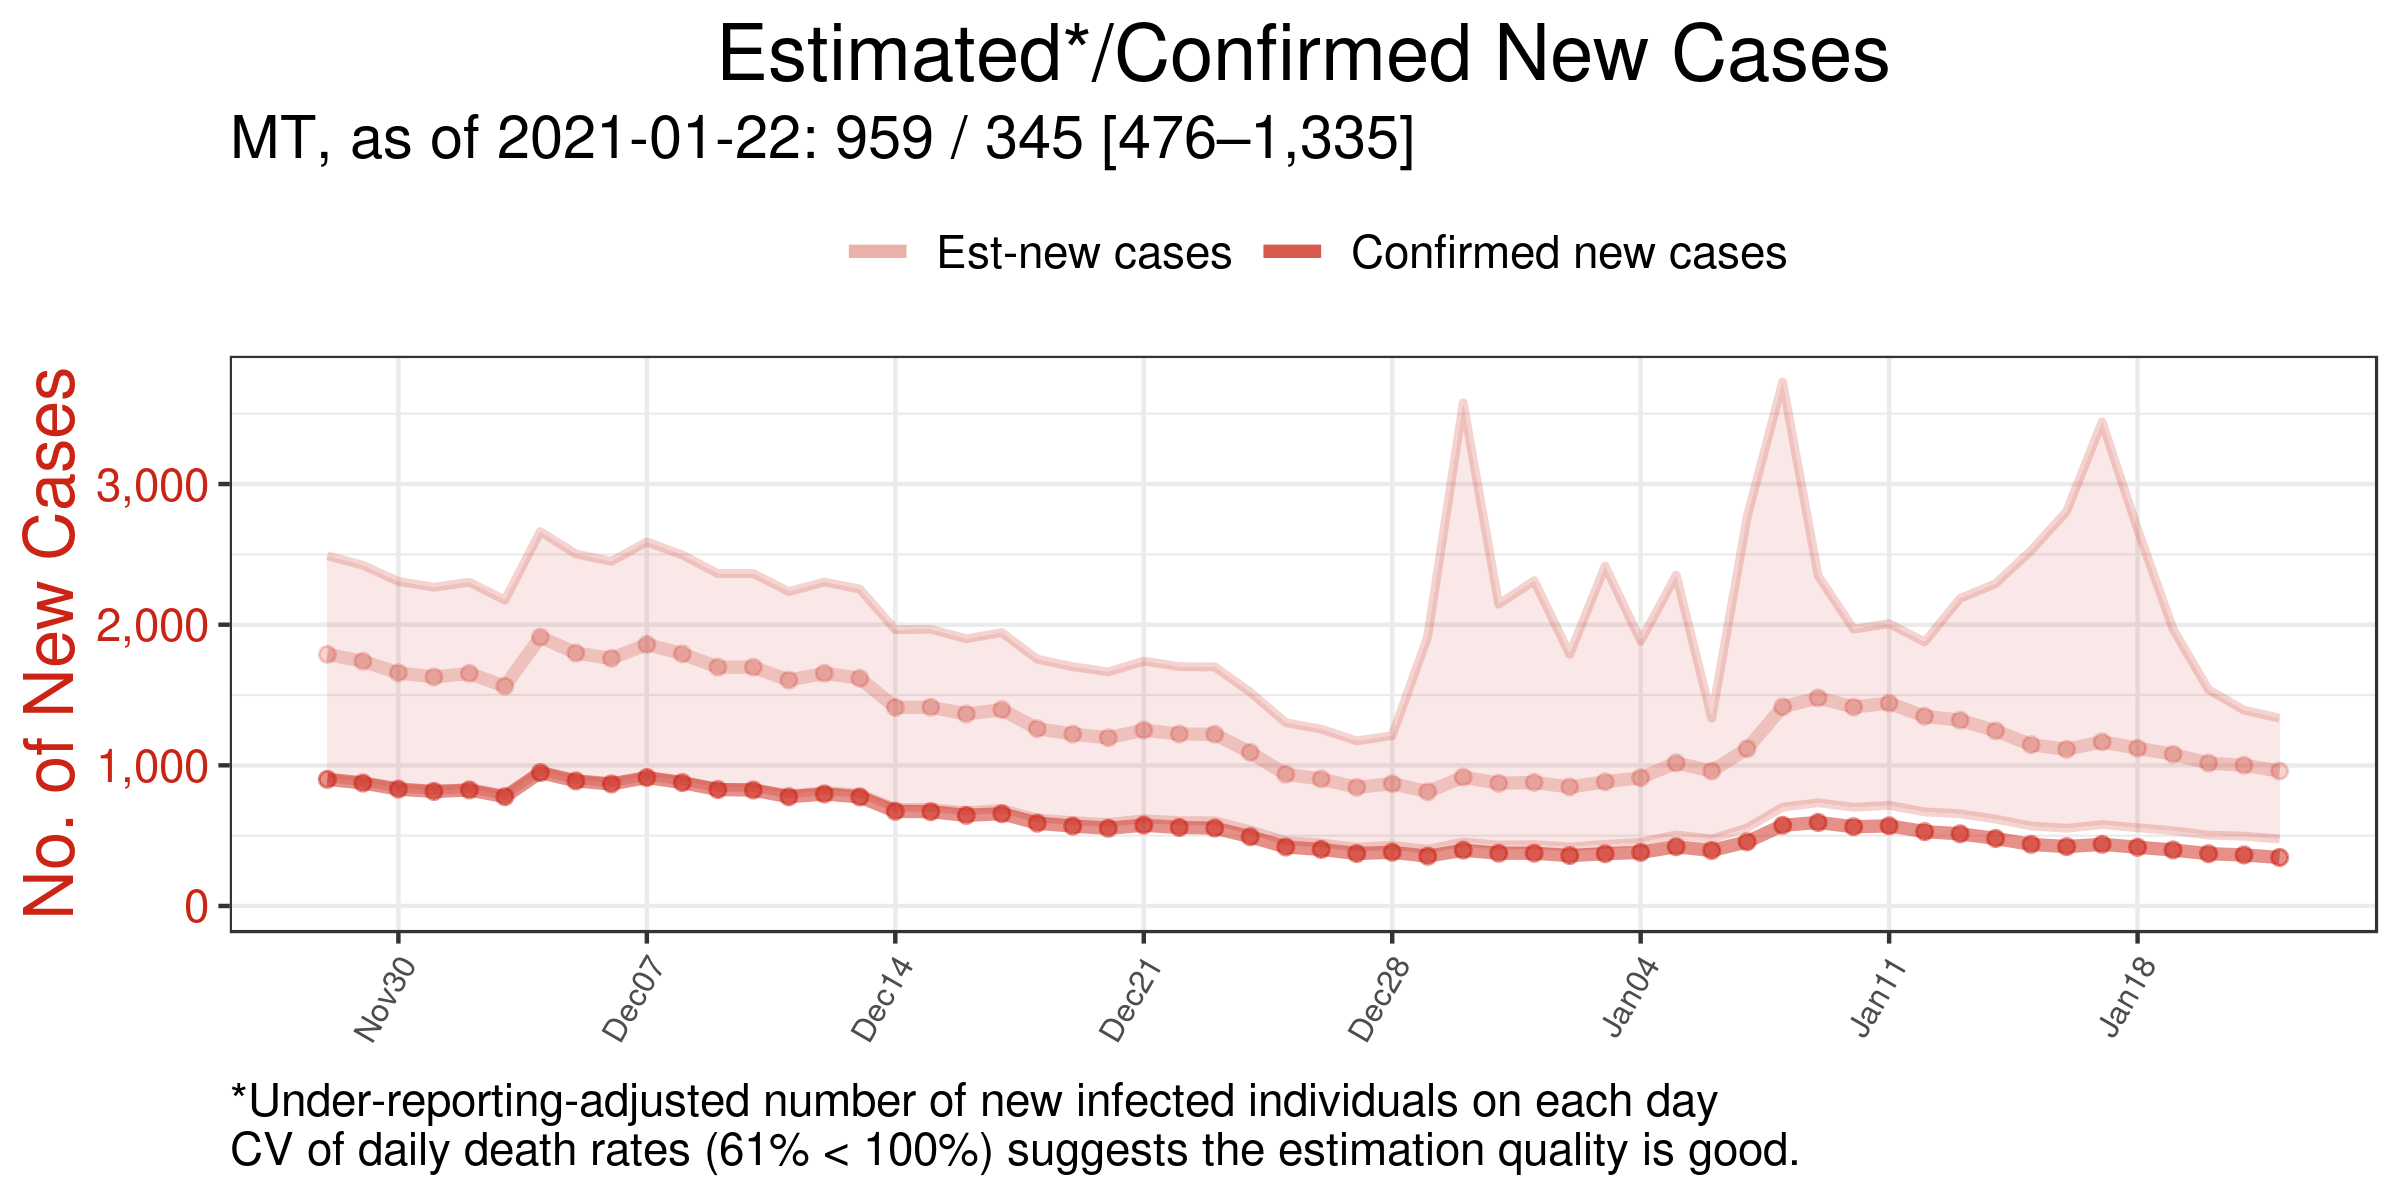 Estimated*/Confirmed New Cases
MT, as of 2021-01-22: 959 / 345 [476–1,335]
Est-new cases Confirmed new cases
No. of New Cases
3,000
2,000
1,000
0
Nov30 Dec07 Dec14 Dec21 Dec28 Jan04 Jan11 Jan18
*Under-reporting-adjusted number of new infected individuals on each day
CV of daily death rates (61% < 100%) suggests the estimation quality is good.